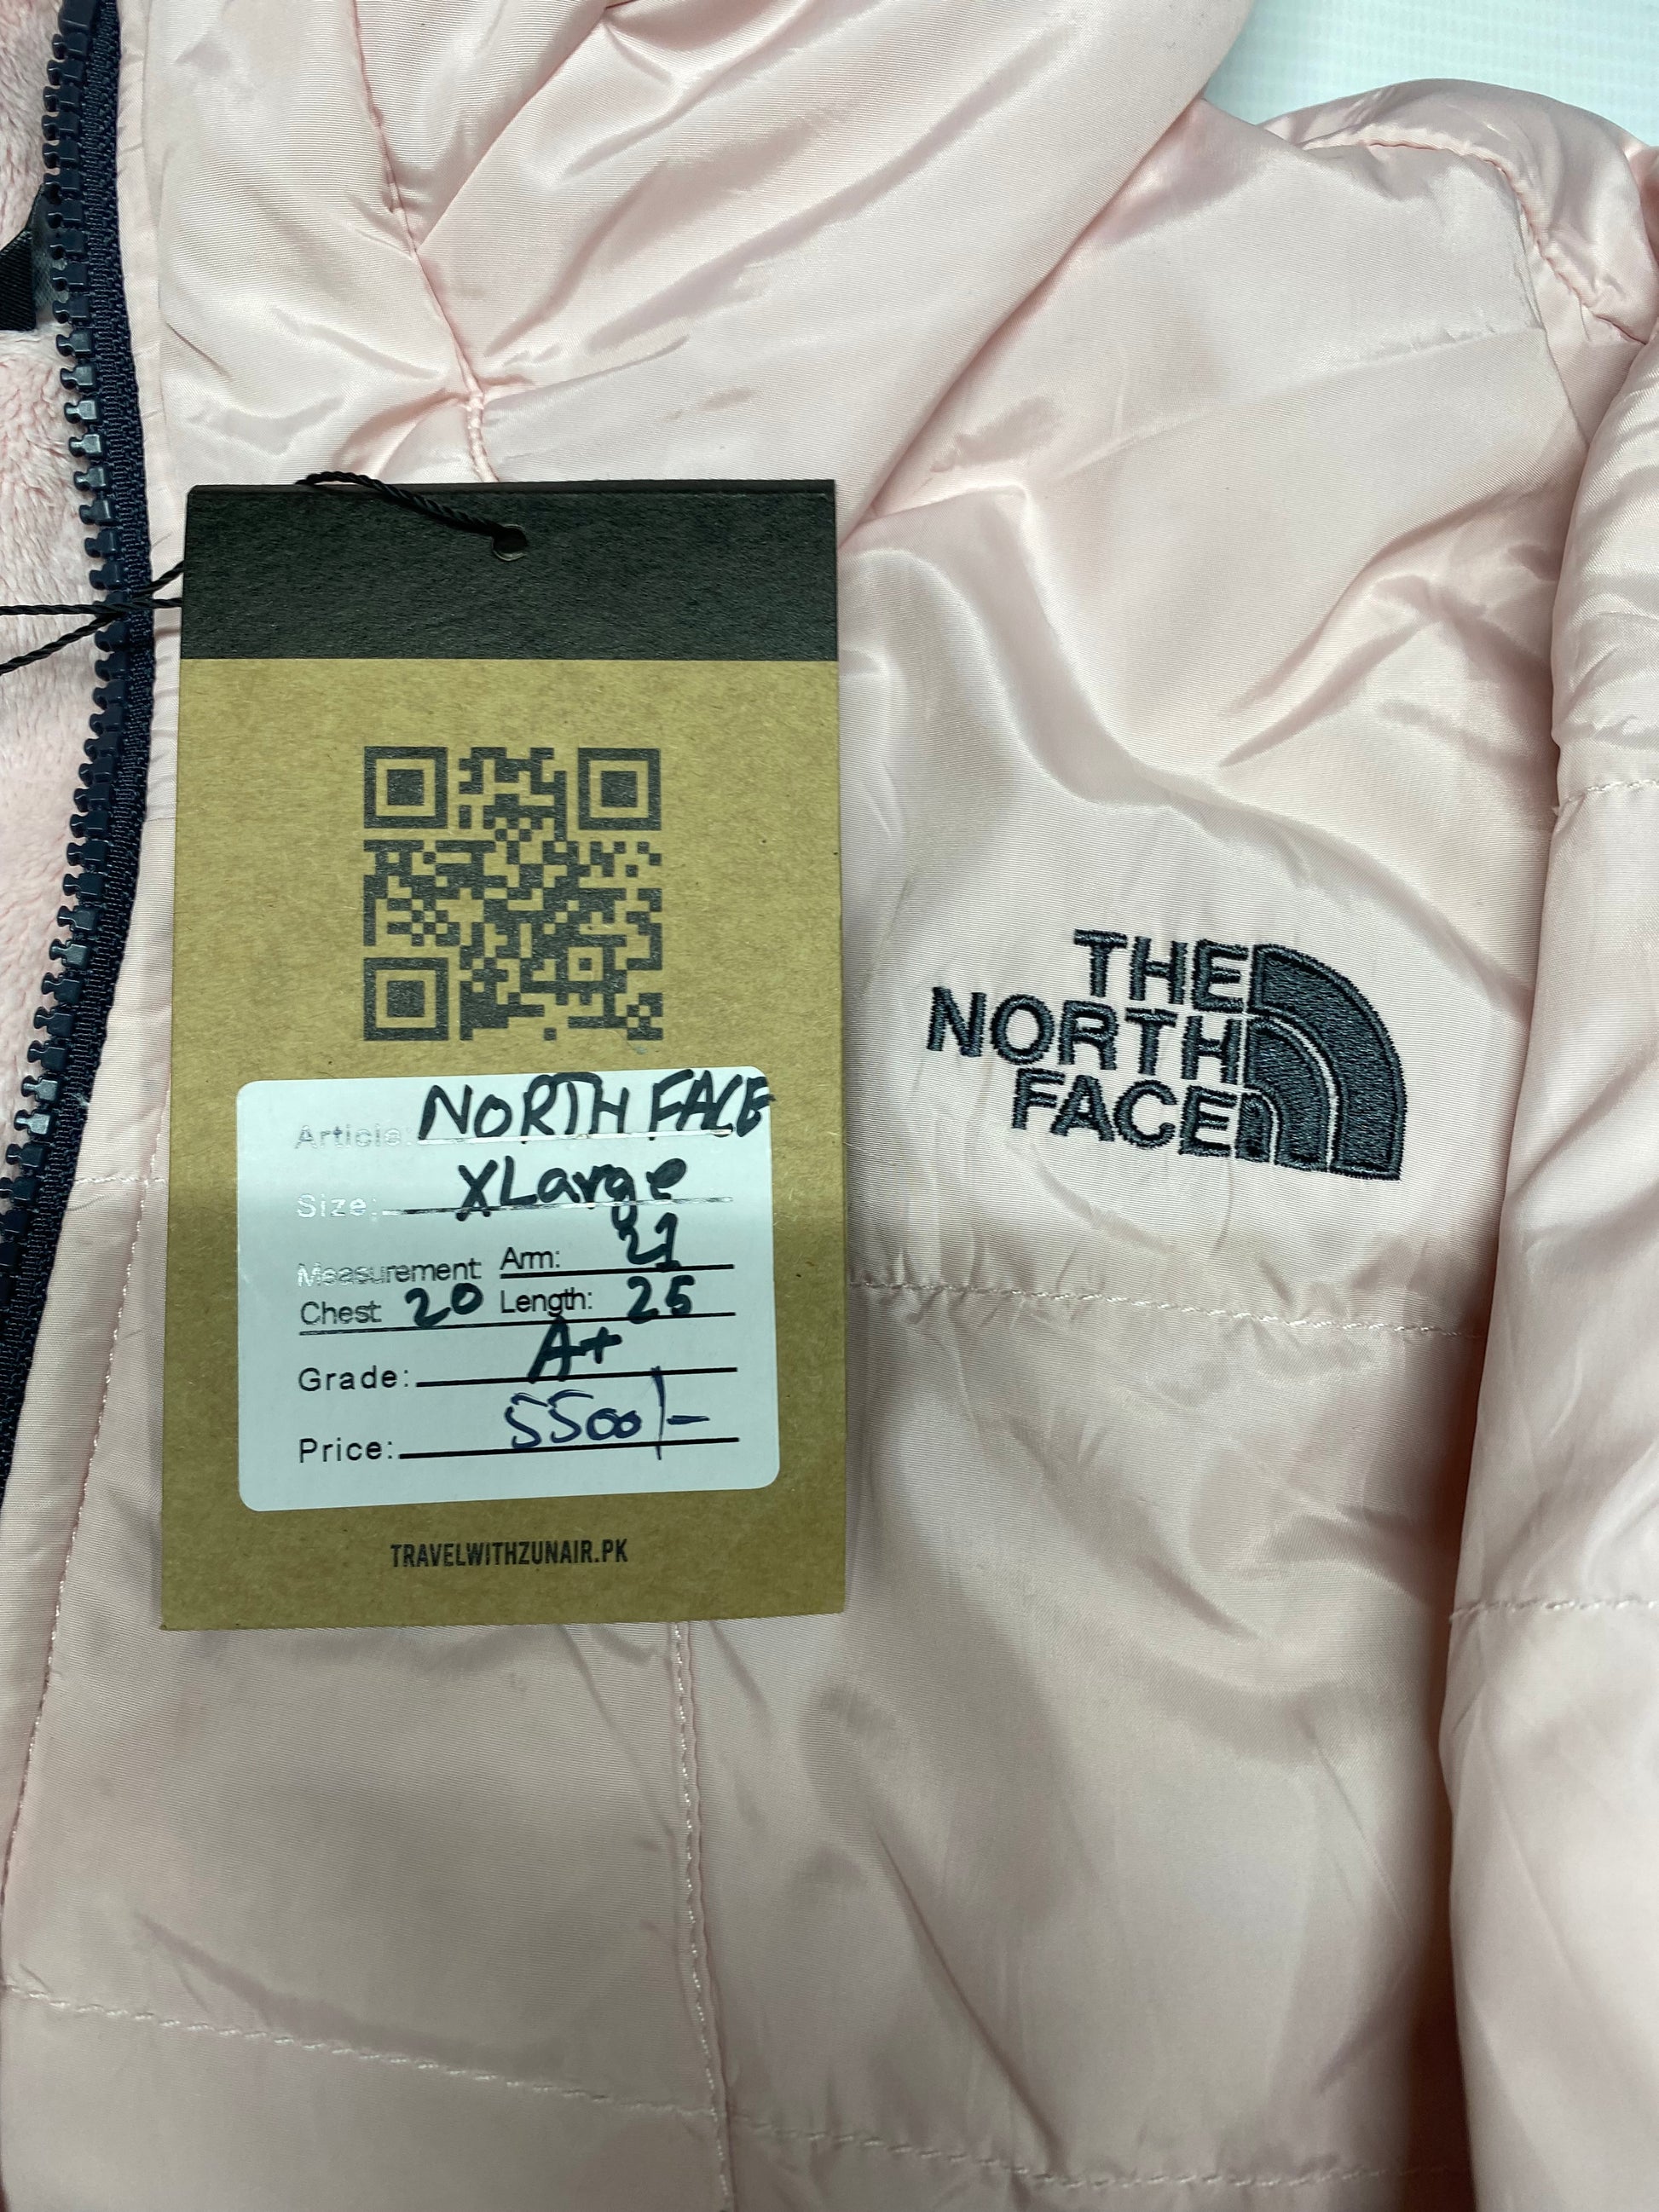 Article: NORTH FACE
Size: XLarge
Measurement: Arm: 21
Chest: 20 Length: 25
Grade: A+
Price: 5500/-
TRAVELWITHZUNAIR.PK
THE
NORTH
FACE